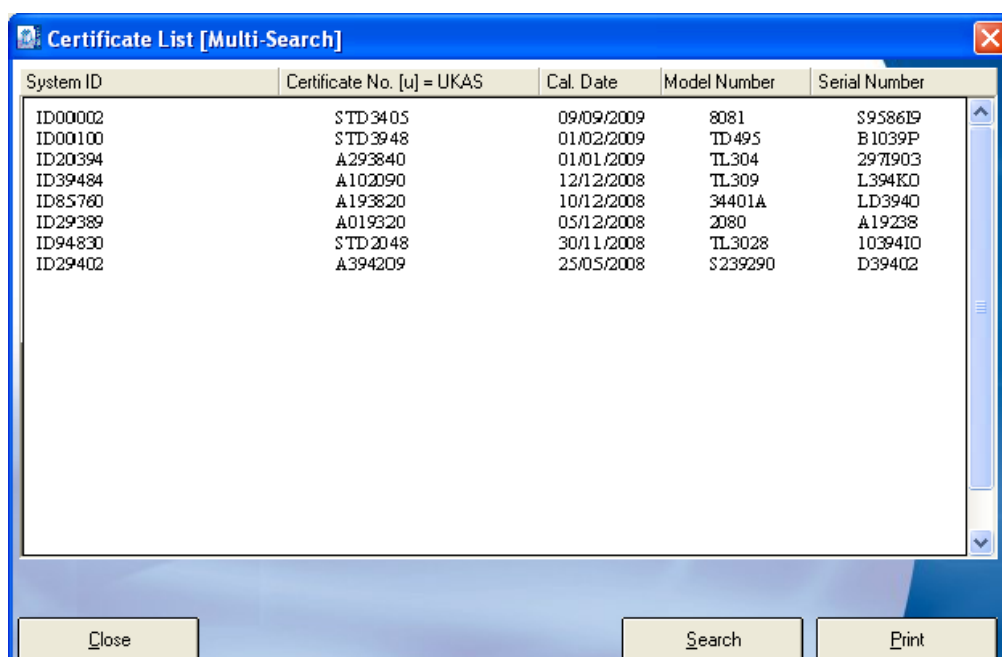 Certificate List [Multi-Search]
System ID Certificate No. [u] = UKAS Cal. Date Model Number Serial Number
ID00002 STD3405 09/09/2009 8081 S9586I9
ID00100 STD3948 01/02/2009 TD495 B1039P
ID20394 A293840 01/01/2009 TL304 297I903
ID39484 A102090 12/12/2008 TL309 L394KO
ID85760 A193820 10/12/2008 34401A LD3940
ID29389 A019320 05/12/2008 2080 A19238
ID94830 STD2048 30/11/2008 TL3028 10394IO
ID29402 A394209 25/05/2008 S239290 D39402
Close Search Print